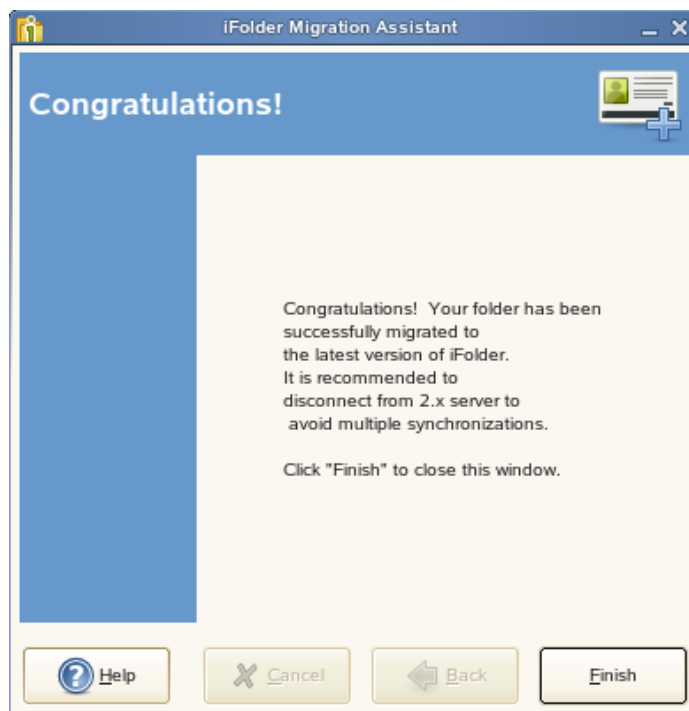 iFolder Migration Assistant
Congratulations!
Congratulations!  Your folder has been
successfully migrated to
the latest version of iFolder.
It is recommended to
disconnect from 2.x server to
avoid multiple synchronizations.
Click "Finish" to close this window.
Help
Cancel
Back
Finish